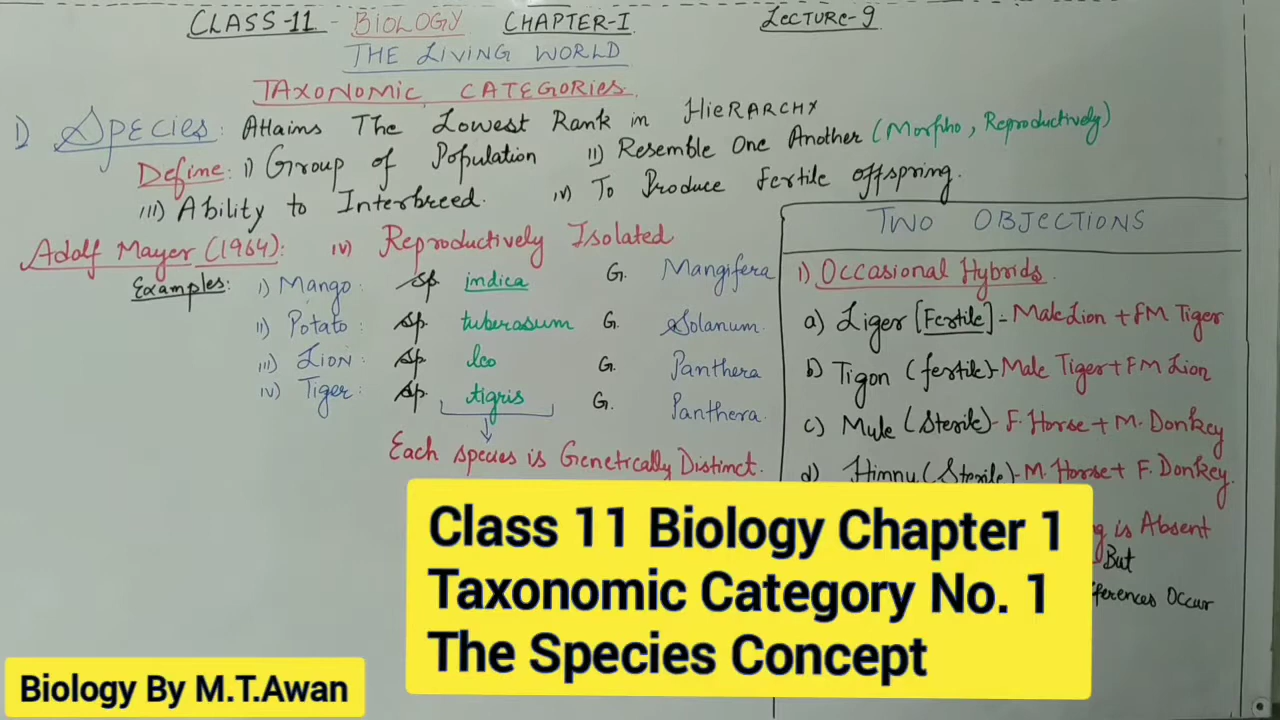 CLASS-11 - BIOLOGY CHAPTER-I LECTURE-9
THE LIVING WORLD
TAXONOMIC CATEGORIES
1) SPECIES: Attains The Lowest Rank in HIERARCHY
Define: i) Group of Population ii) Resemble One Another (Morpho, Reproductively)
iii) Ability to Interbreed. iv) To Produce Fertile offspring.
Adolf Mayer (1964): iv) Reproductively Isolated
Examples: i) Mango: Sp indica G. Mangifera
ii) Potato: Sp. tuberosum G. Solanum.
iii) LION: Sp. leo G. Panthera
iv) Tiger: Sp. tigris G. Panthera.
Each species is Genetically Distinct.
TWO OBJECTIONS
1) Occasional Hybrids.
a) Liger [Fertile]:- Male Lion + FM Tiger
b) Tigon (fertile)- Male Tiger + FM Lion
c) Mule (Sterile)- F. Horse + M. Donkey
d) Hinny (Sterile)- M. Horse + F. Donkey.
is Absent
But
Occur
Class 11 Biology Chapter 1
Taxonomic Category No. 1
The Species Concept
Biology By M.T.Awan